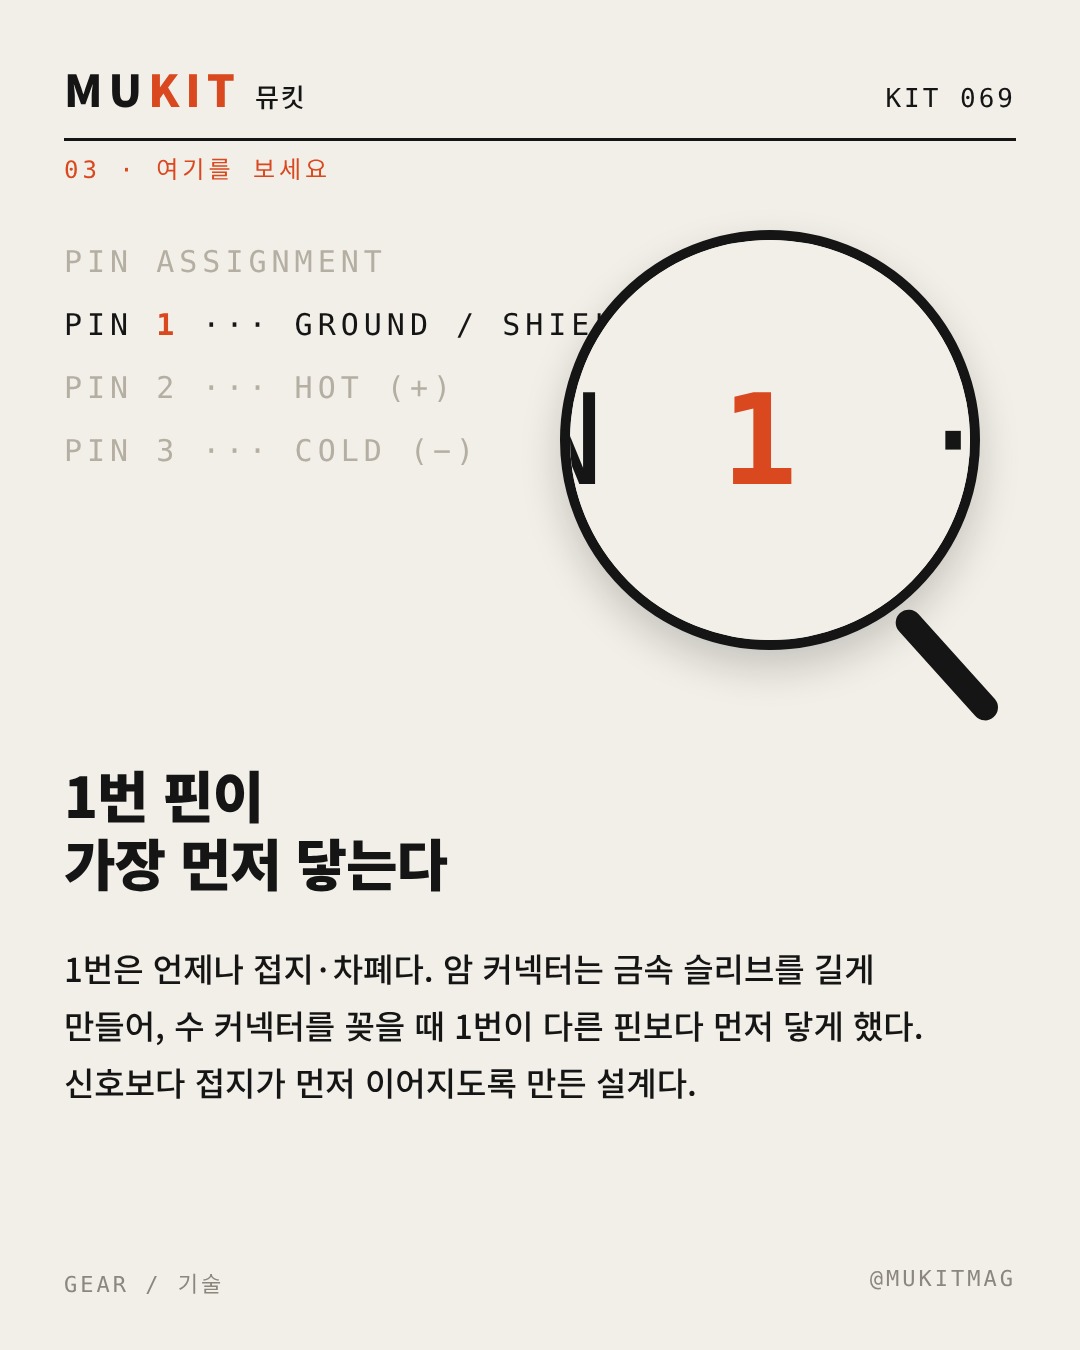 MUKIT 뮤킷
KIT 069
03 · 여기를 보세요
PIN ASSIGNMENT
PIN 1 ··· GROUND / SHIE
PIN 2 ··· HOT (+)
PIN 3 ··· COLD (−)
N 1 ·
1번 핀이
가장 먼저 닿는다
1번은 언제나 접지·차폐다. 암 커넥터는 금속 슬리브를 길게
만들어, 수 커넥터를 꽂을 때 1번이 다른 핀보다 먼저 닿게 했다.
신호보다 접지가 먼저 이어지도록 만든 설계다.
GEAR / 기술
@MUKITMAG